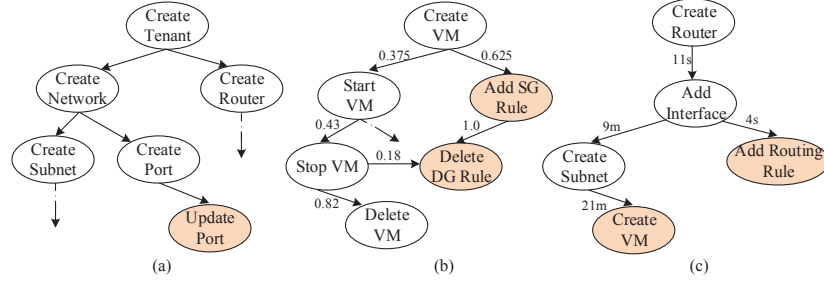 Create
Tenant
Create
Network
Create
Router
Create
Subnet
Create
Port
Update
Port
(a)
Create
VM
0.375
0.625
Start
VM
Add SG
Rule
0.43
1.0
Stop VM
0.18
Delete
DG Rule
0.82
Delete
VM
(b)
Create
Router
11s
Add
Interface
9m
4s
Create
Subnet
Add Routing
Rule
21m
Create
VM
(c)